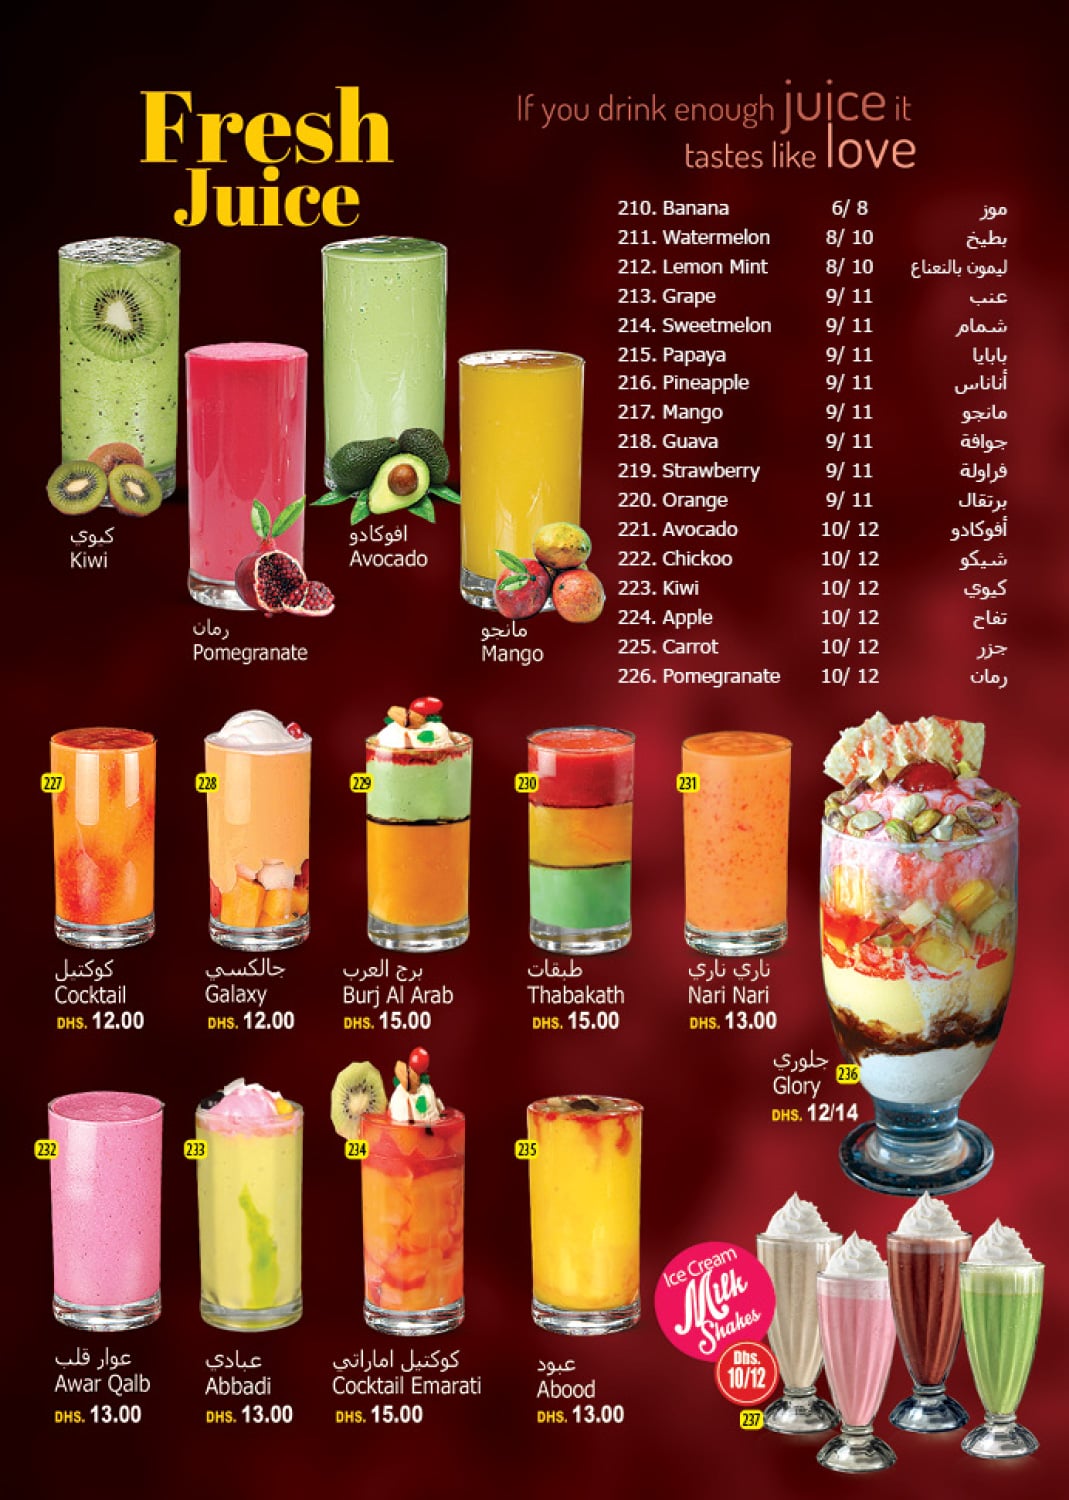 Fresh
Juice
If you drink enough juice it
tastes like love
210. Banana 6/ 8 موز
211. Watermelon 8/ 10 بطيخ
212. Lemon Mint 8/ 10 ليمون بالنعناع
213. Grape 9/ 11 عنب
214. Sweetmelon 9/ 11 شمام
215. Papaya 9/ 11 بابايا
216. Pineapple 9/ 11 أناناس
217. Mango 9/ 11 مانجو
218. Guava 9/ 11 جوافة
219. Strawberry 9/ 11 فراولة
220. Orange 9/ 11 برتقال
221. Avocado 10/ 12 أفوكادو
222. Chickoo 10/ 12 شيكو
223. Kiwi 10/ 12 كيوي
224. Apple 10/ 12 تفاح
225. Carrot 10/ 12 جزر
226. Pomegranate 10/ 12 رمان
كيوي
Kiwi
رمان
Pomegranate
افوكادو
Avocado
مانجو
Mango
227
كوكتيل
Cocktail
DHS. 12.00
228
جالكسي
Galaxy
DHS. 12.00
229
برج العرب
Burj Al Arab
DHS. 15.00
230
طبقات
Thabakath
DHS. 15.00
231
ناري ناري
Nari Nari
DHS. 13.00
جلوري
Glory
236
DHS. 12/14
232
عوار قلب
Awar Qalb
DHS. 13.00
233
عبادي
Abbadi
DHS. 13.00
234
كوكتيل اماراتي
Cocktail Emarati
DHS. 15.00
235
عبود
Abood
DHS. 13.00
Ice Cream
Milk
Shakes
Dhs.
10/12
237